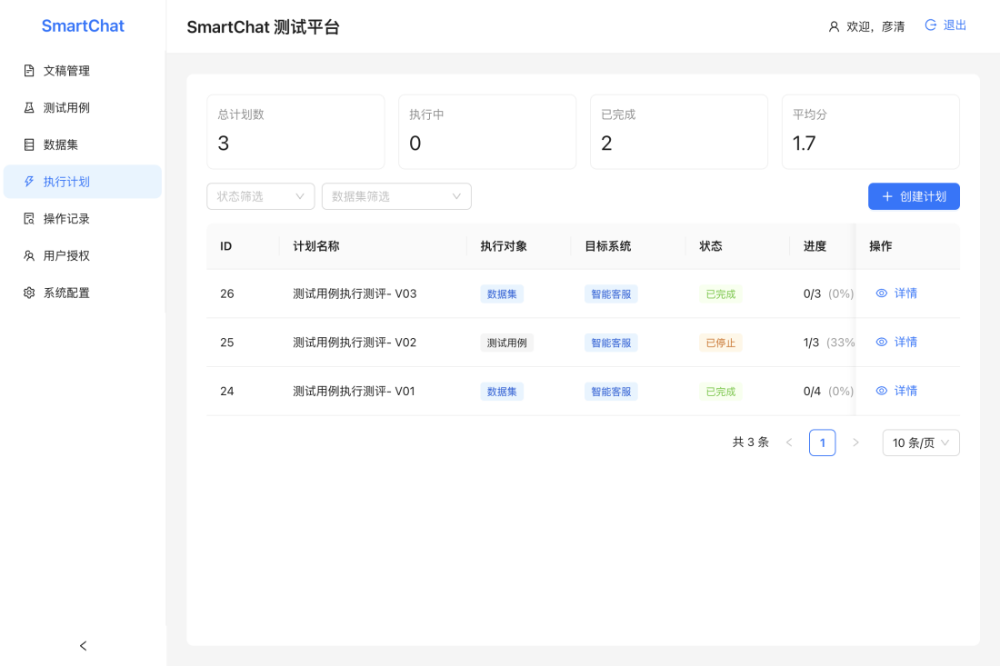 SmartChat
SmartChat 测试平台
欢迎，彦清
退出
文稿管理
测试用例
数据集
执行计划
操作记录
用户授权
系统配置
总计划数
3
执行中
0
已完成
2
平均分
1.7
状态筛选
数据集筛选
创建计划
ID 计划名称 执行对象 目标系统 状态 进度 操作
26 测试用例执行测评- V03 数据集 智能客服 已完成 0/3 (0%) 详情
25 测试用例执行测评- V02 测试用例 智能客服 已停止 1/3 (33% 详情
24 测试用例执行测评- V01 数据集 智能客服 已完成 0/4 (0%) 详情
共 3 条 < 1 > 10 条/页